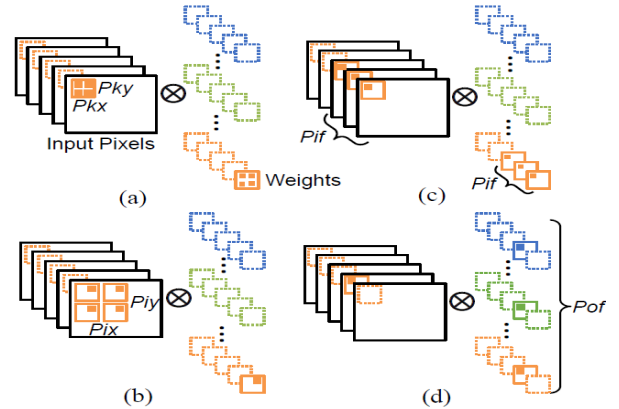 Pky
Pkx
Input Pixels
Weights
(a)
Pif
Pif
(c)
Piy
Pix
(b)
Pof
(d)